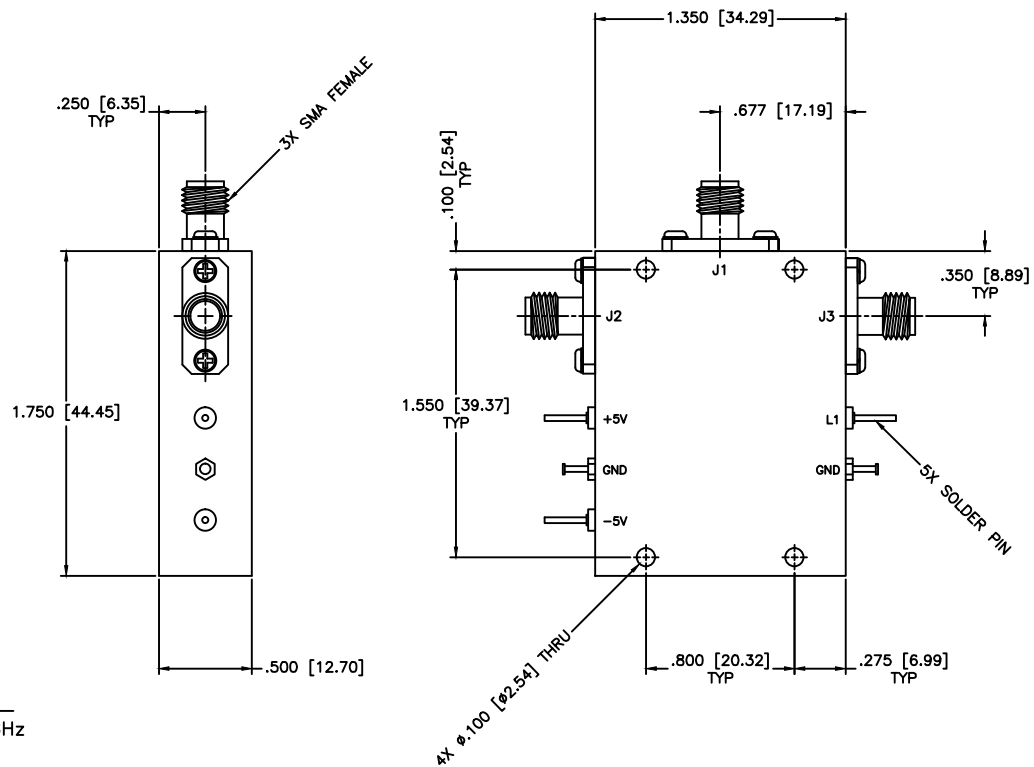 1.350 [34.29]
.250 [6.35]
TYP
3X SMA FEMALE
.677 [17.19]
.100 [2.54]
TYP
J1
.350 [8.89]
TYP
J2
J3
1.750 [44.45]
1.550 [39.37]
TYP
+5V
L1
GND
GND
5X SOLDER PIN
-5V
4X ø.100 [ø2.54] THRU
.500 [12.70]
.800 [20.32]
TYP
.275 [6.99]
TYP
Hz